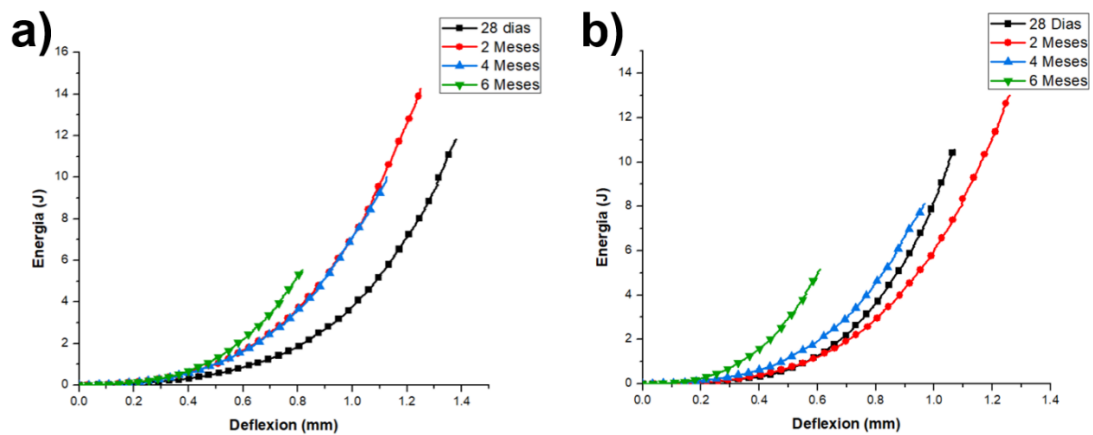 a)
28 dias
2 Meses
4 Meses
6 Meses
16
14
12
10
8
6
4
2
0
Energia (J)
0.0 0.2 0.4 0.6 0.8 1.0 1.2 1.4
Deflexion (mm)
b)
28 Dias
2 Meses
4 Meses
6 Meses
15
14
12
10
8
6
4
2
0
Energia (J)
0.0 0.2 0.4 0.6 0.8 1.0 1.2 1.4
Deflexion (mm)